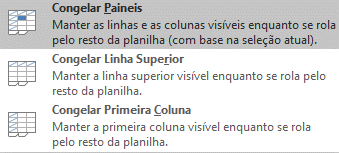 Congelar Paineis
Manter as linhas e as colunas visíveis enquanto se rola
pelo resto da planilha (com base na seleção atual).
Congelar Linha Superior
Manter a linha superior visível enquanto se rola pelo
resto da planilha.
Congelar Primeira Coluna
Manter a primeira coluna visível enquanto se rola
pelo resto da planilha.